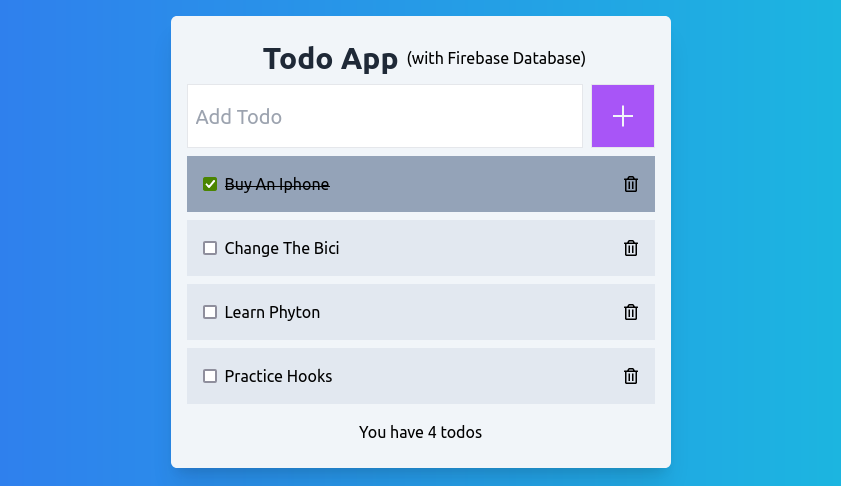 Todo App (with Firebase Database)
Add Todo
Buy An Iphone
Change The Bici
Learn Phyton
Practice Hooks
You have 4 todos